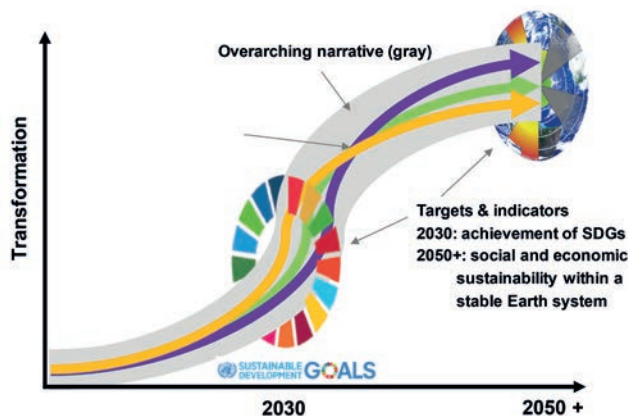 Overarching narrative (gray)
Transformation
Targets & indicators
2030: achievement of SDGs
2050+: social and economic
sustainability within a
stable Earth system
SUSTAINABLE
DEVELOPMENT
GOALS
2030
2050 +